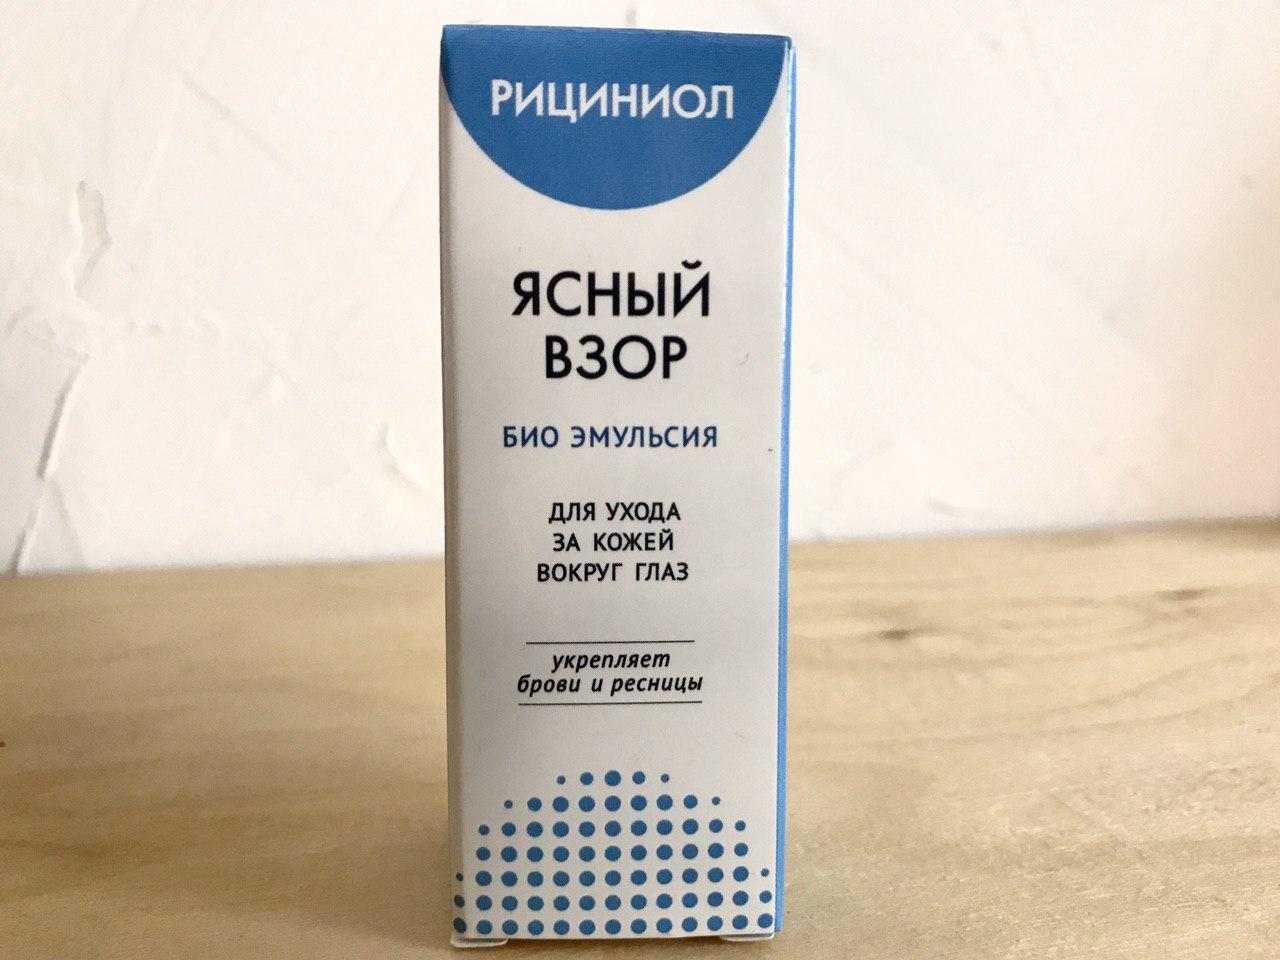 РИЦИНИОЛ
ЯСНЫЙ
ВЗОР
БИО ЭМУЛЬСИЯ
ДЛЯ УХОДА
ЗА КОЖЕЙ
ВОКРУГ ГЛАЗ
укрепляет
брови и ресницы